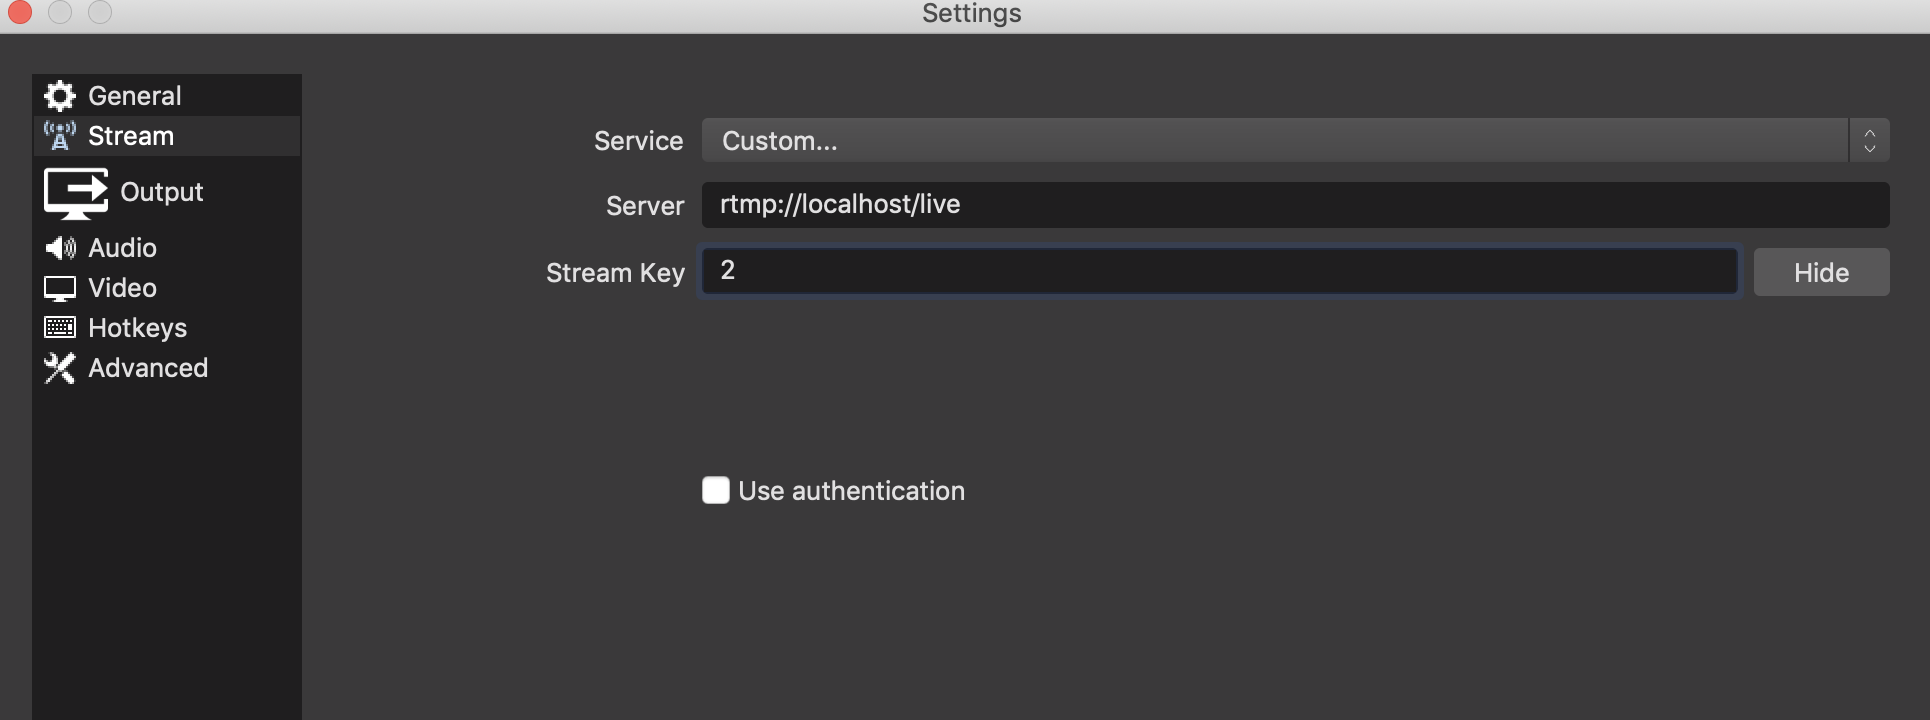 Settings
General
Stream
Output
Audio
Video
Hotkeys
Advanced
Service Custom...
Server rtmp://localhost/live
Stream Key 2 Hide
Use authentication